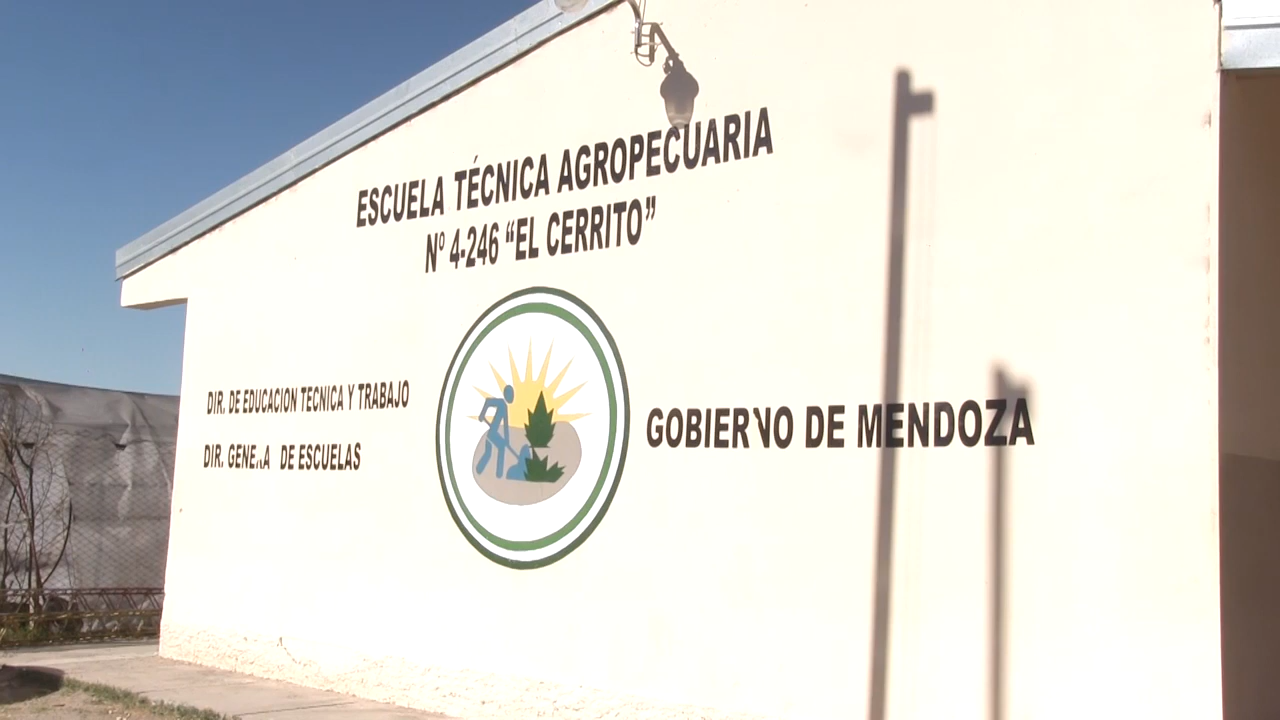 ESCUELA TÉCNICA AGROPECUARIA
Nº 4-246 “EL CERRITO”
DIR. DE EDUCACION TECNICA Y TRABAJO
DIR. GENERA DE ESCUELAS
GOBIERNO DE MENDOZA